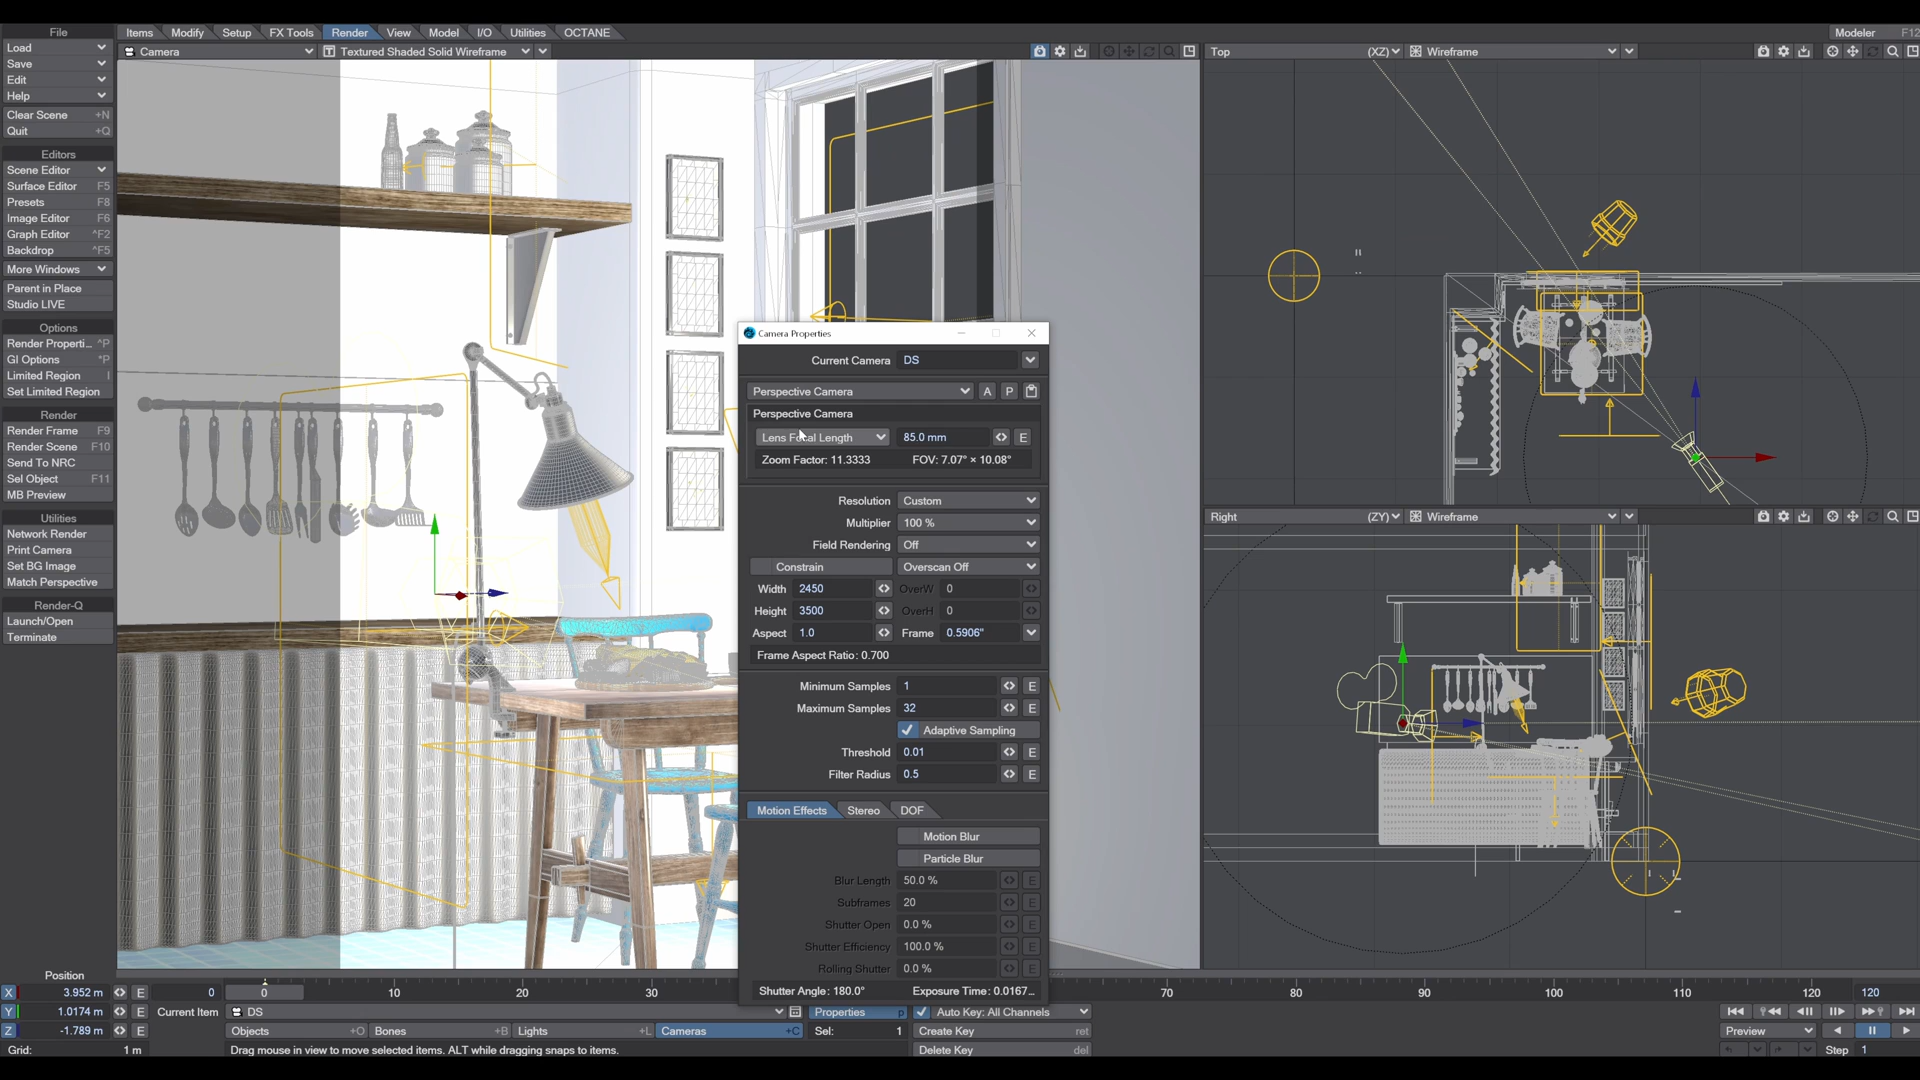 File
Load
Save
Edit
Help
Clear Scene +N
Quit +Q
Editors
Scene Editor
Surface Editor F5
Presets F8
Image Editor F6
Graph Editor ^F2
Backdrop ^F5
More Windows
Parent in Place
Studio LIVE
Options
Render Properti... ^P
GI Options *P
Limited Region l
Set Limited Region
Render
Render Frame F9
Render Scene F10
Send To NRC
Sel Object F11
MB Preview
Utilities
Network Render
Print Camera
Set BG Image
Match Perspective
Render-Q
Launch/Open
Terminate
Items Modify Setup FX Tools Render View Model I/O Utilities OCTANE
Modeler F12
Camera
T Textured Shaded Solid Wireframe
Top (XZ) Wireframe
Right (ZY) Wireframe
Camera Properties
Current Camera DS
Perspective Camera A P
Perspective Camera
Lens Focal Length 85.0 mm E
Zoom Factor: 11.3333 FOV: 7.07° × 10.08°
Resolution Custom
Multiplier 100 %
Field Rendering Off
Constrain Overscan Off
Width 2450 OverW 0
Height 3500 OverH 0
Aspect 1.0 Frame 0.5906"
Frame Aspect Ratio: 0.700
Minimum Samples 1 E
Maximum Samples 32 E
Adaptive Sampling
Threshold 0.01 E
Filter Radius 0.5 E
Motion Effects Stereo DOF
Motion Blur
Particle Blur
Blur Length 50.0 % E
Subframes 20 E
Shutter Open 0.0 % E
Shutter Efficiency 100.0 % E
Rolling Shutter 0.0 % E
Shutter Angle: 180.0° Exposure Time: 0.0167...
Position
X 3.952 m E 0 0 10 20 30 70 80 90 100 110 120 120
Y 1.0174 m E Current Item DS Properties p Auto Key: All Channels
Z -1.789 m E Objects +O Bones +B Lights +L Cameras +C Sel: 1 Create Key ret Preview
Grid: 1 m Drag mouse in view to move selected items. ALT while dragging snaps to items. Delete Key del Step 1